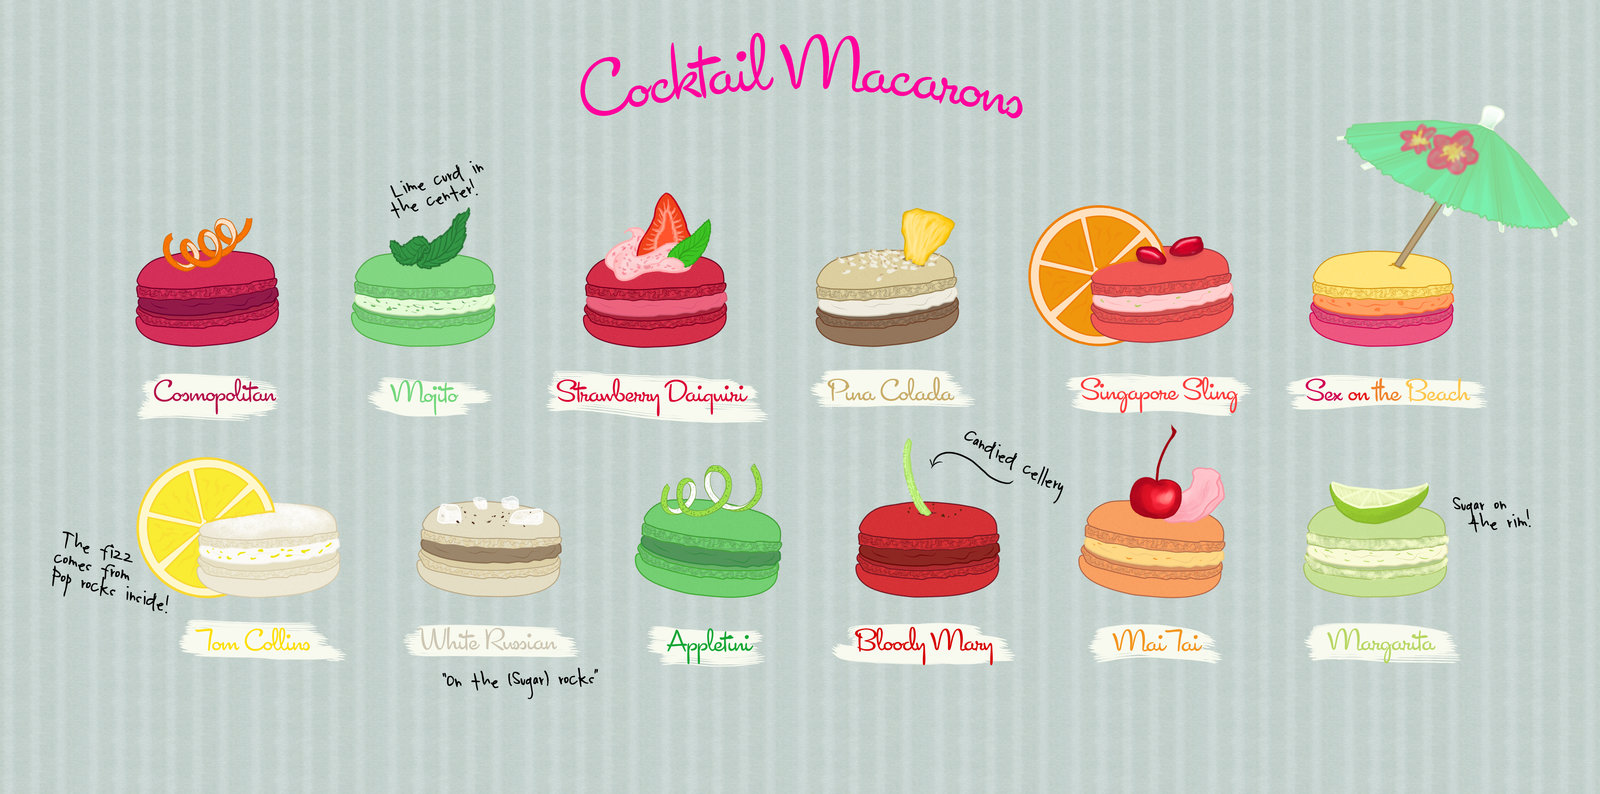 Cocktail Macarons
Lime curd in
the center!
Cosmopolitan
Mojito
Strawberry Daiquiri
Pina Colada
Singapore Sling
Sex on the Beach
The fizz
comes from
Pop rocks inside!
Candied cellery
Sugar on
the rim!
Tom Collins
White Russian
Appletini
Bloody Mary
Mai Tai
Margarita
"On the (Sugar) rocks"